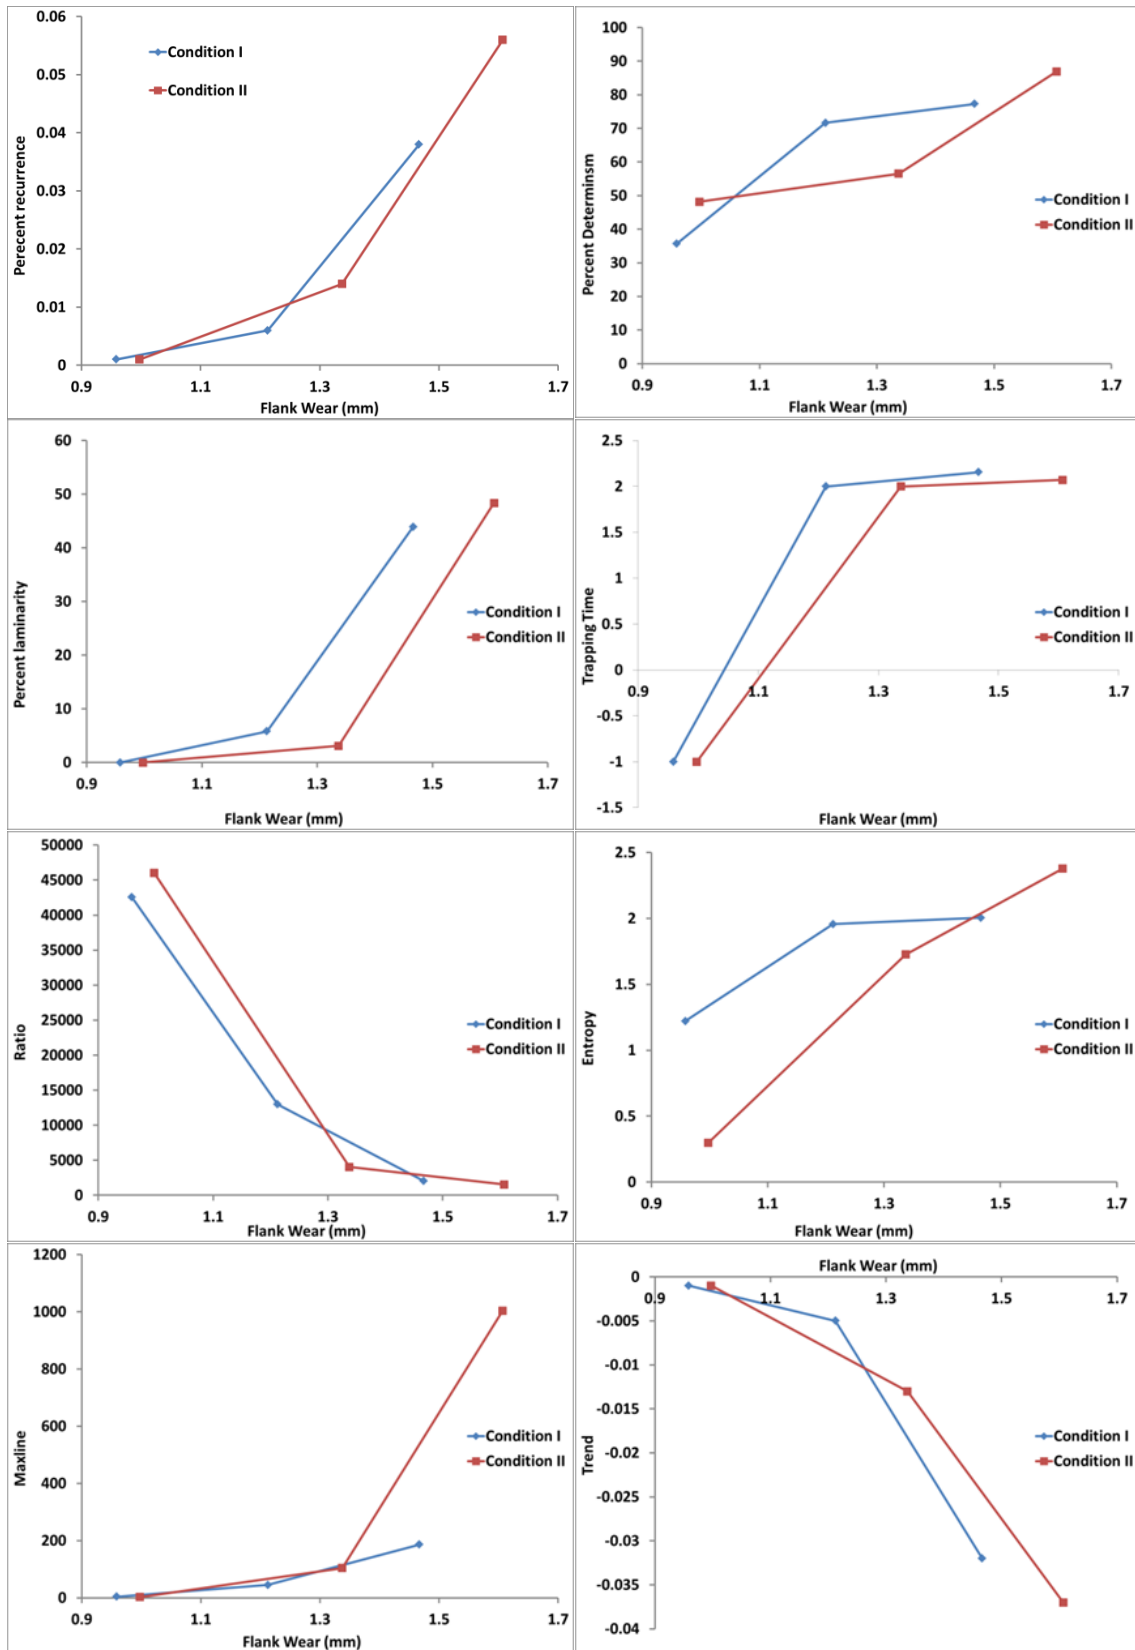 0.06
0.05
0.04
0.03
0.02
0.01
0
Perecent recurrence
Condition I
Condition II
0.9 1.1 1.3 1.5 1.7
Flank Wear (mm)
100
90
80
70
60
50
40
30
20
10
0
Percent Determinsm
Condition I
Condition II
0.9 1.1 1.3 1.5 1.7
Flank Wear (mm)
60
50
40
30
20
10
0
Percent laminarity
Condition I
Condition II
0.9 1.1 1.3 1.5 1.7
Flank Wear (mm)
2.5
2
1.5
1
0.5
0
-0.5
-1
-1.5
Trapping Time
Condition I
Condition II
0.9 1.1 1.3 1.5 1.7
Flank Wear (mm)
50000
45000
40000
35000
30000
25000
20000
15000
10000
5000
0
Ratio
Condition I
Condition II
0.9 1.1 1.3 1.5 1.7
Flank Wear (mm)
2.5
2
1.5
1
0.5
0
Entropy
Condition I
Condition II
0.9 1.1 1.3 1.5 1.7
Flank Wear (mm)
1200
1000
800
600
400
200
0
Maxline
Condition I
Condition II
0.9 1.1 1.3 1.5 1.7
Flank Wear (mm)
Flank Wear (mm)
0
0.9 1.1 1.3 1.5 1.7
-0.005
-0.01
-0.015
-0.02
-0.025
-0.03
-0.035
-0.04
Trend
Condition I
Condition II